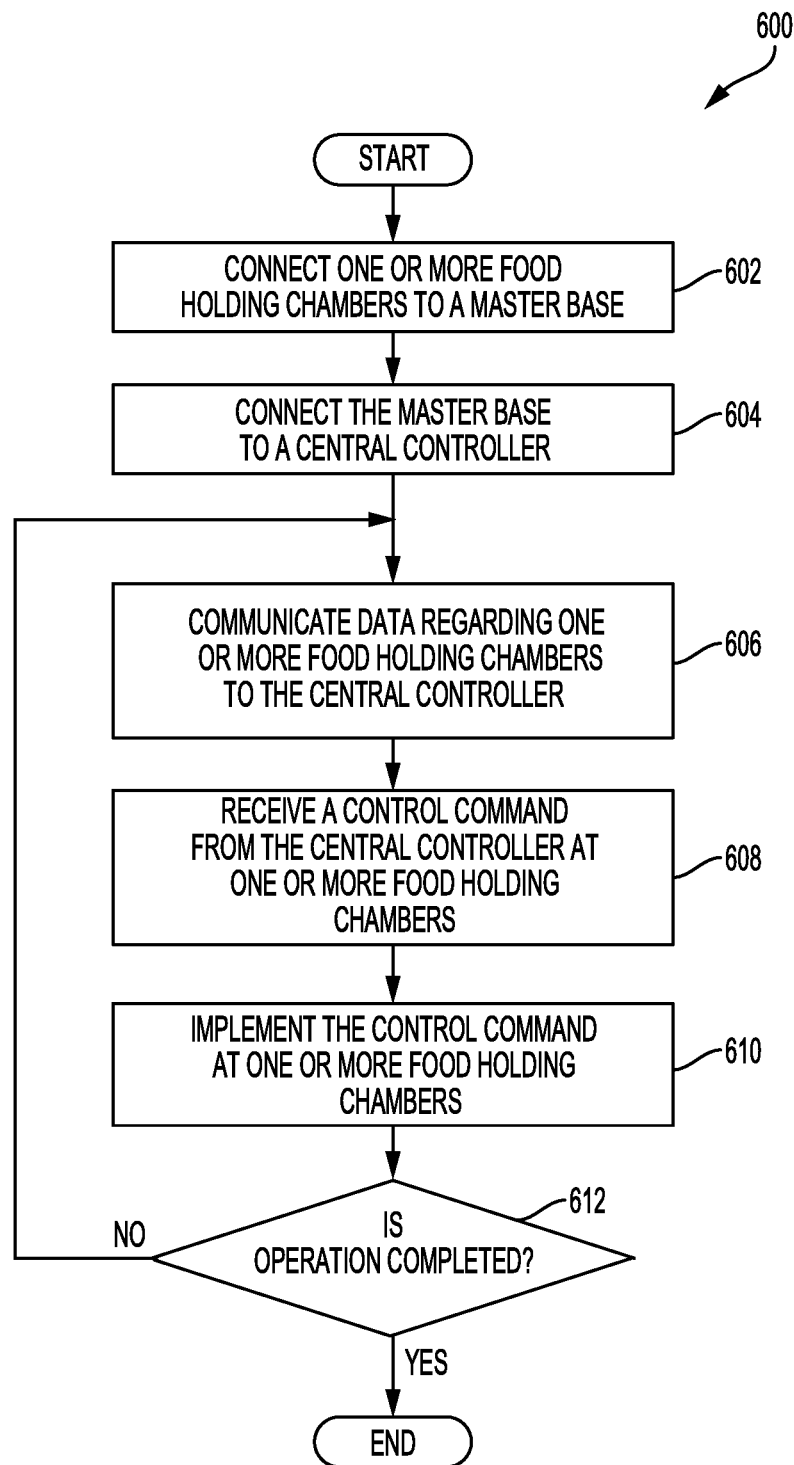 600
START
CONNECT ONE OR MORE FOOD
HOLDING CHAMBERS TO A MASTER BASE
602
CONNECT THE MASTER BASE
TO A CENTRAL CONTROLLER
604
COMMUNICATE DATA REGARDING ONE
OR MORE FOOD HOLDING CHAMBERS
TO THE CENTRAL CONTROLLER
606
RECEIVE A CONTROL COMMAND
FROM THE CENTRAL CONTROLLER AT
ONE OR MORE FOOD HOLDING
CHAMBERS
608
IMPLEMENT THE CONTROL COMMAND
AT ONE OR MORE FOOD HOLDING
CHAMBERS
610
612
NO
IS
OPERATION COMPLETED?
YES
END